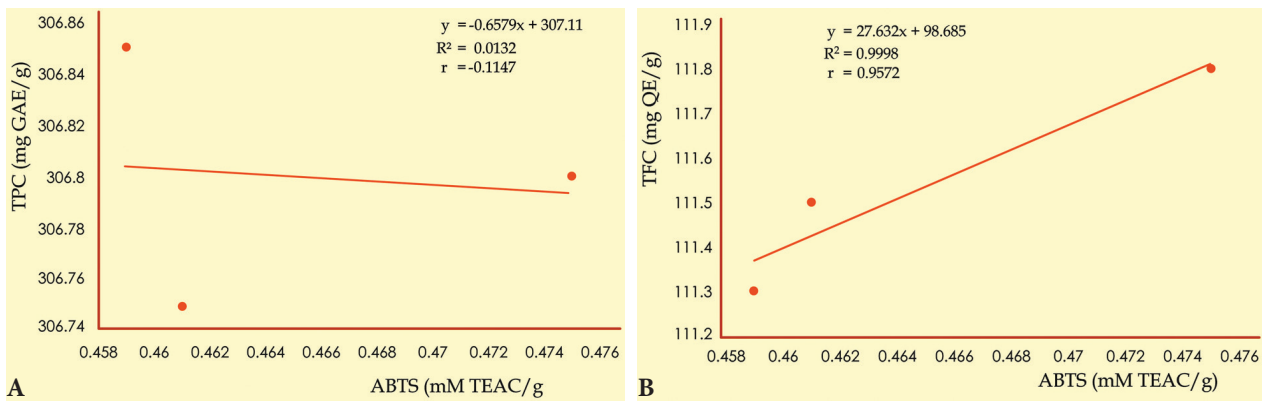 y = -0.6579x + 307.11
R² = 0.0132
r = -0.1147
TPC (mg GAE/g)
306.86
306.84
306.82
306.8
306.78
306.76
306.74
0.458 0.46 0.462 0.464 0.466 0.468 0.47 0.472 0.474 0.476
ABTS (mM TEAC/g
A
y = 27.632x + 98.685
R² = 0.9998
r = 0.9572
TFC (mg QE/g)
111.9
111.8
111.7
111.6
111.5
111.4
111.3
111.2
0.458 0.46 0.462 0.464 0.466 0.468 0.47 0.472 0.474 0.476
ABTS (mM TEAC/g)
B